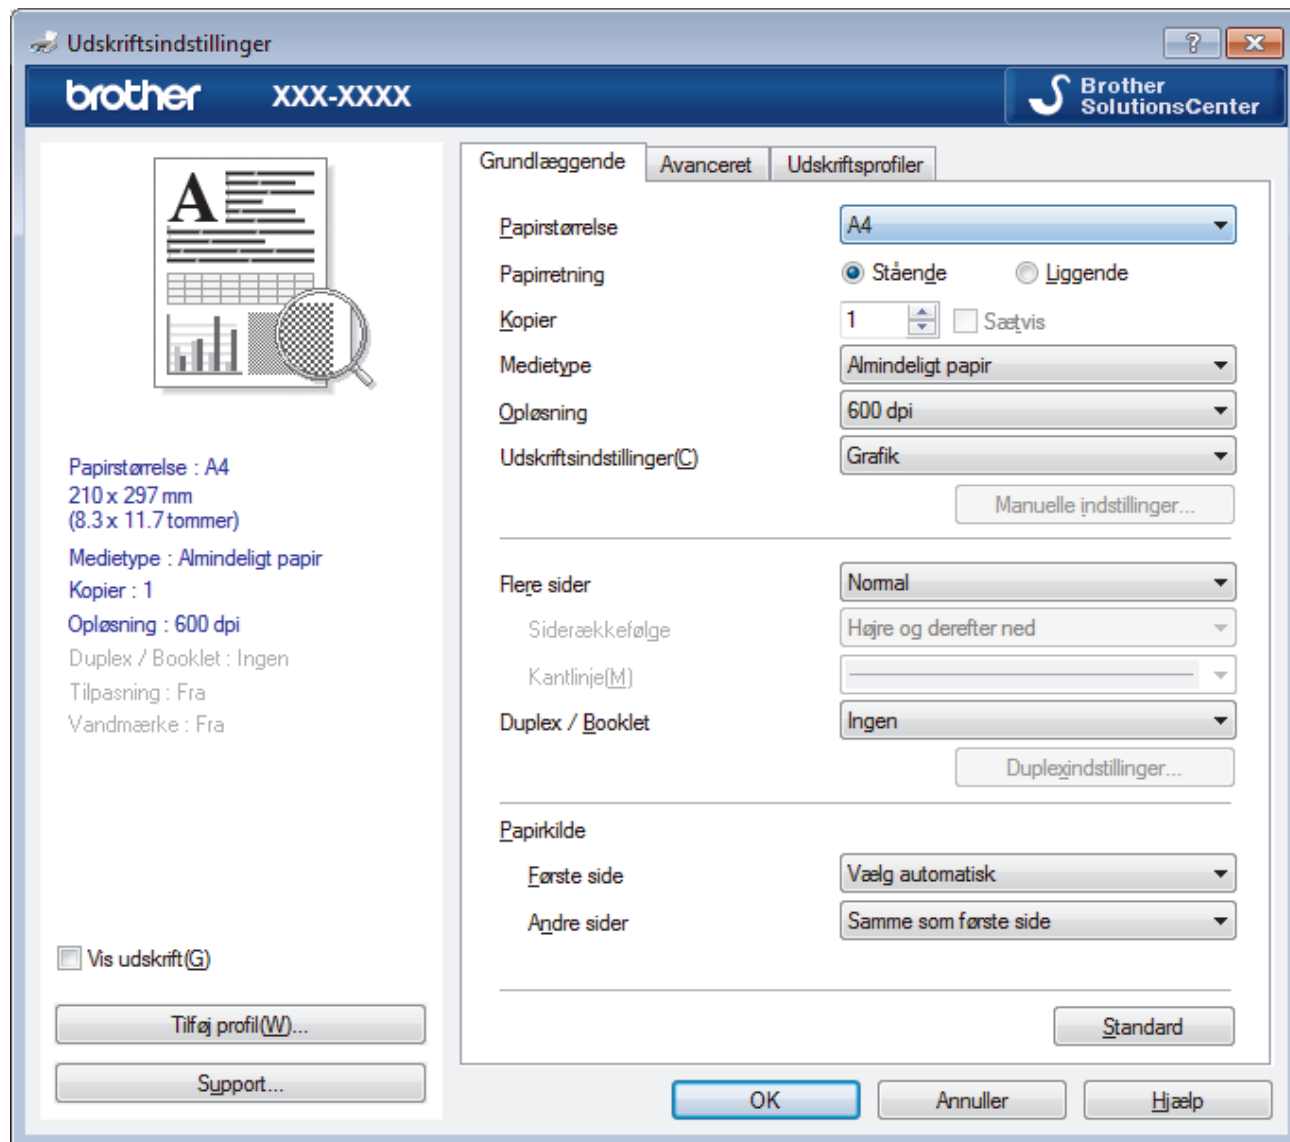 Udskriftsindstillinger
brother XXX-XXXX
Brother
SolutionsCenter
A
Papirstørrelse : A4
210 x 297 mm
(8.3 x 11.7 tommer)
Medietype : Almindeligt papir
Kopier : 1
Opløsning : 600 dpi
Duplex / Booklet : Ingen
Tilpasning : Fra
Vandmærke : Fra
Vis udskrift(G)
Tilføj profil(W)...
Support...
Grundlæggende Avanceret Udskriftsprofiler
Papirstørrelse A4
Papirretning Stående Liggende
Kopier 1 Sætvis
Medietype Almindeligt papir
Opløsning 600 dpi
Udskriftsindstillinger(C) Grafik
Manuelle indstillinger...
Flere sider Normal
Siderækkefølge Højre og derefter ned
Kantlinje(M)
Duplex / Booklet Ingen
Duplexindstillinger...
Papirkilde
Første side Vælg automatisk
Andre sider Samme som første side
Standard
OK Annuller Hjælp